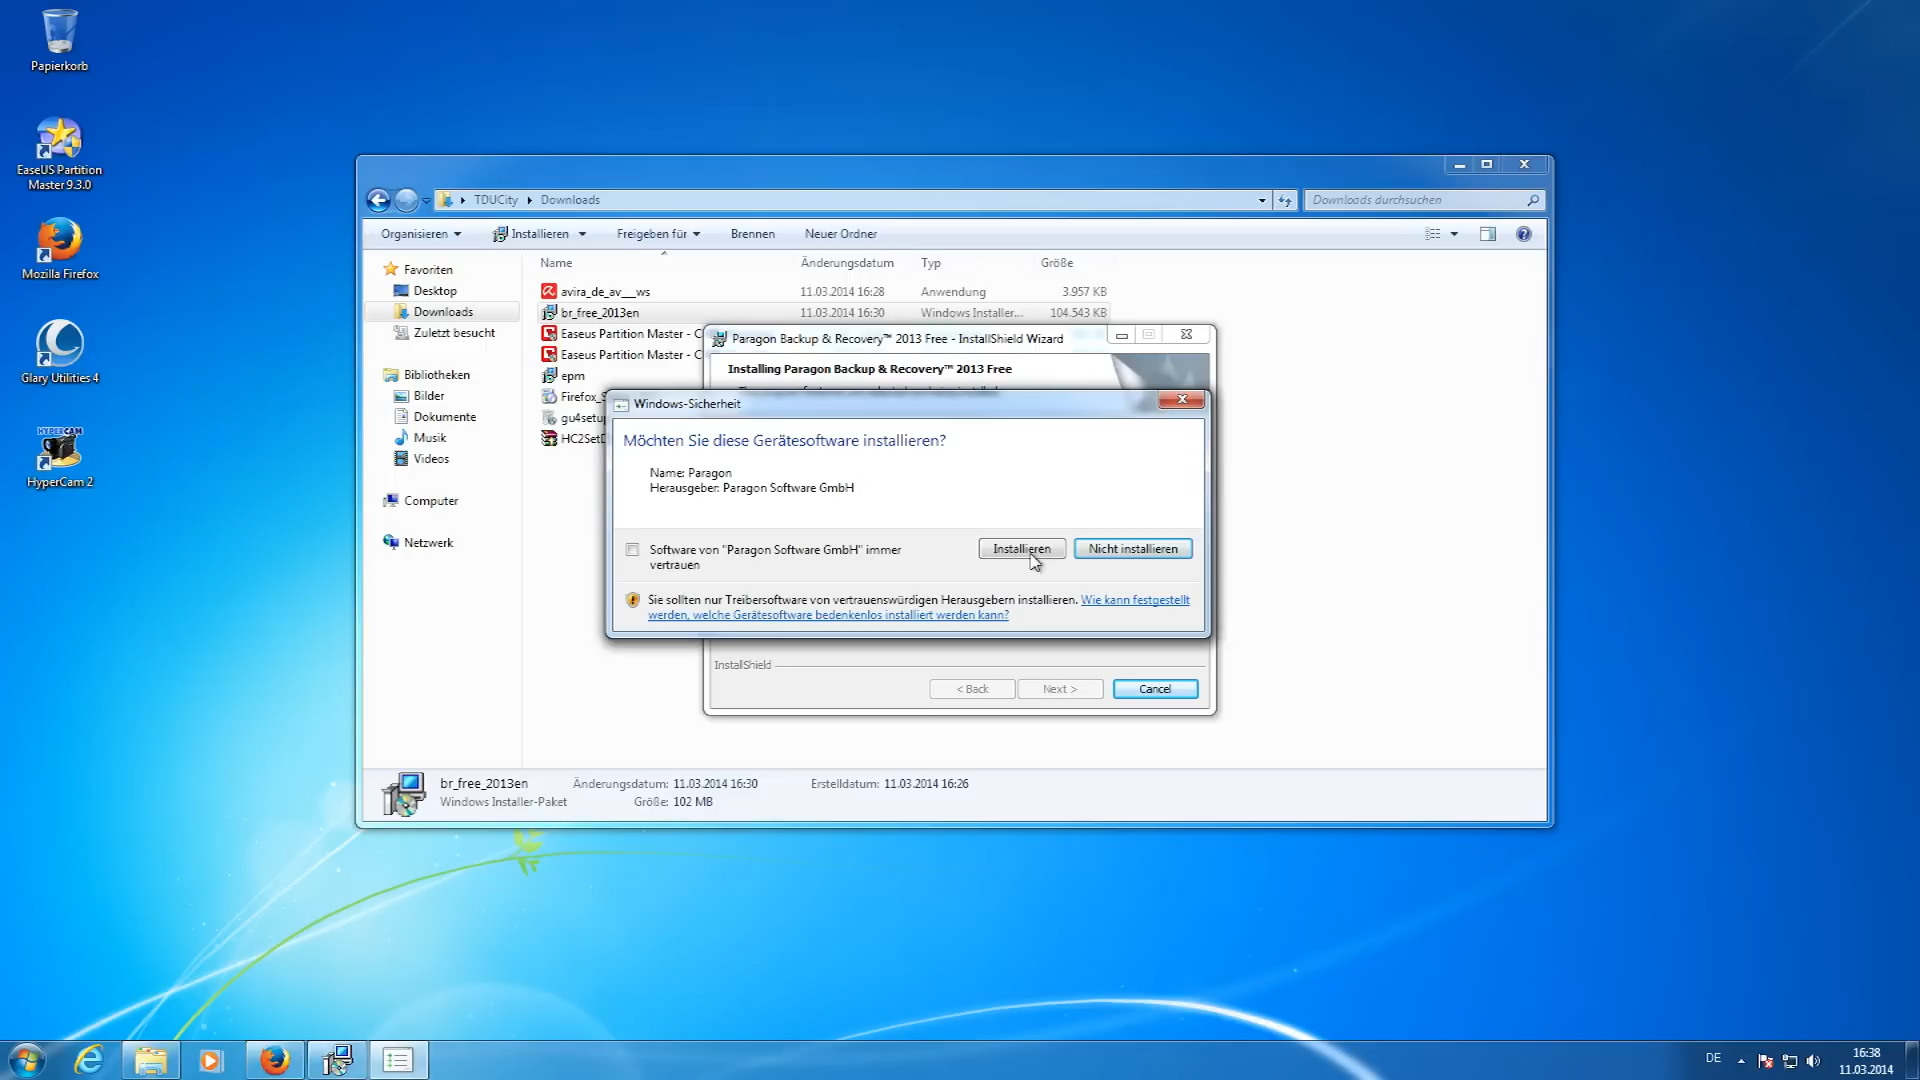 Papierkorb
EaseUS Partition
Master 9.3.0
Mozilla Firefox
Glary Utilities 4
HYPERCAM
HyperCam 2
TDUCity
Downloads
Downloads durchsuchen
Organisieren
Installieren
Freigeben für
Brennen
Neuer Ordner
Favoriten
Desktop
Downloads
Zuletzt besucht
Bibliotheken
Bilder
Dokumente
Musik
Videos
Computer
Netzwerk
Name Änderungsdatum Typ Größe
avira_de_av___ws 11.03.2014 16:28 Anwendung 3.957 KB
br_free_2013en 11.03.2014 16:30 Windows Installer... 104.543 KB
Easeus Partition Master - C
Easeus Partition Master - C
epm
Firefox_S
gu4setup
HC2SetD
Paragon Backup & Recovery™ 2013 Free - InstallShield Wizard
Installing Paragon Backup & Recovery™ 2013 Free
Windows-Sicherheit
Möchten Sie diese Gerätesoftware installieren?
Name: Paragon
Herausgeber: Paragon Software GmbH
Software von "Paragon Software GmbH" immer
vertrauen
Installieren
Nicht installieren
Sie sollten nur Treibersoftware von vertrauenswürdigen Herausgebern installieren. Wie kann festgestellt
werden, welche Gerätesoftware bedenkenlos installiert werden kann?
InstallShield
< Back
Next >
Cancel
br_free_2013en Änderungsdatum: 11.03.2014 16:30 Erstelldatum: 11.03.2014 16:26
Windows Installer-Paket Größe: 102 MB
DE
16:38
11.03.2014